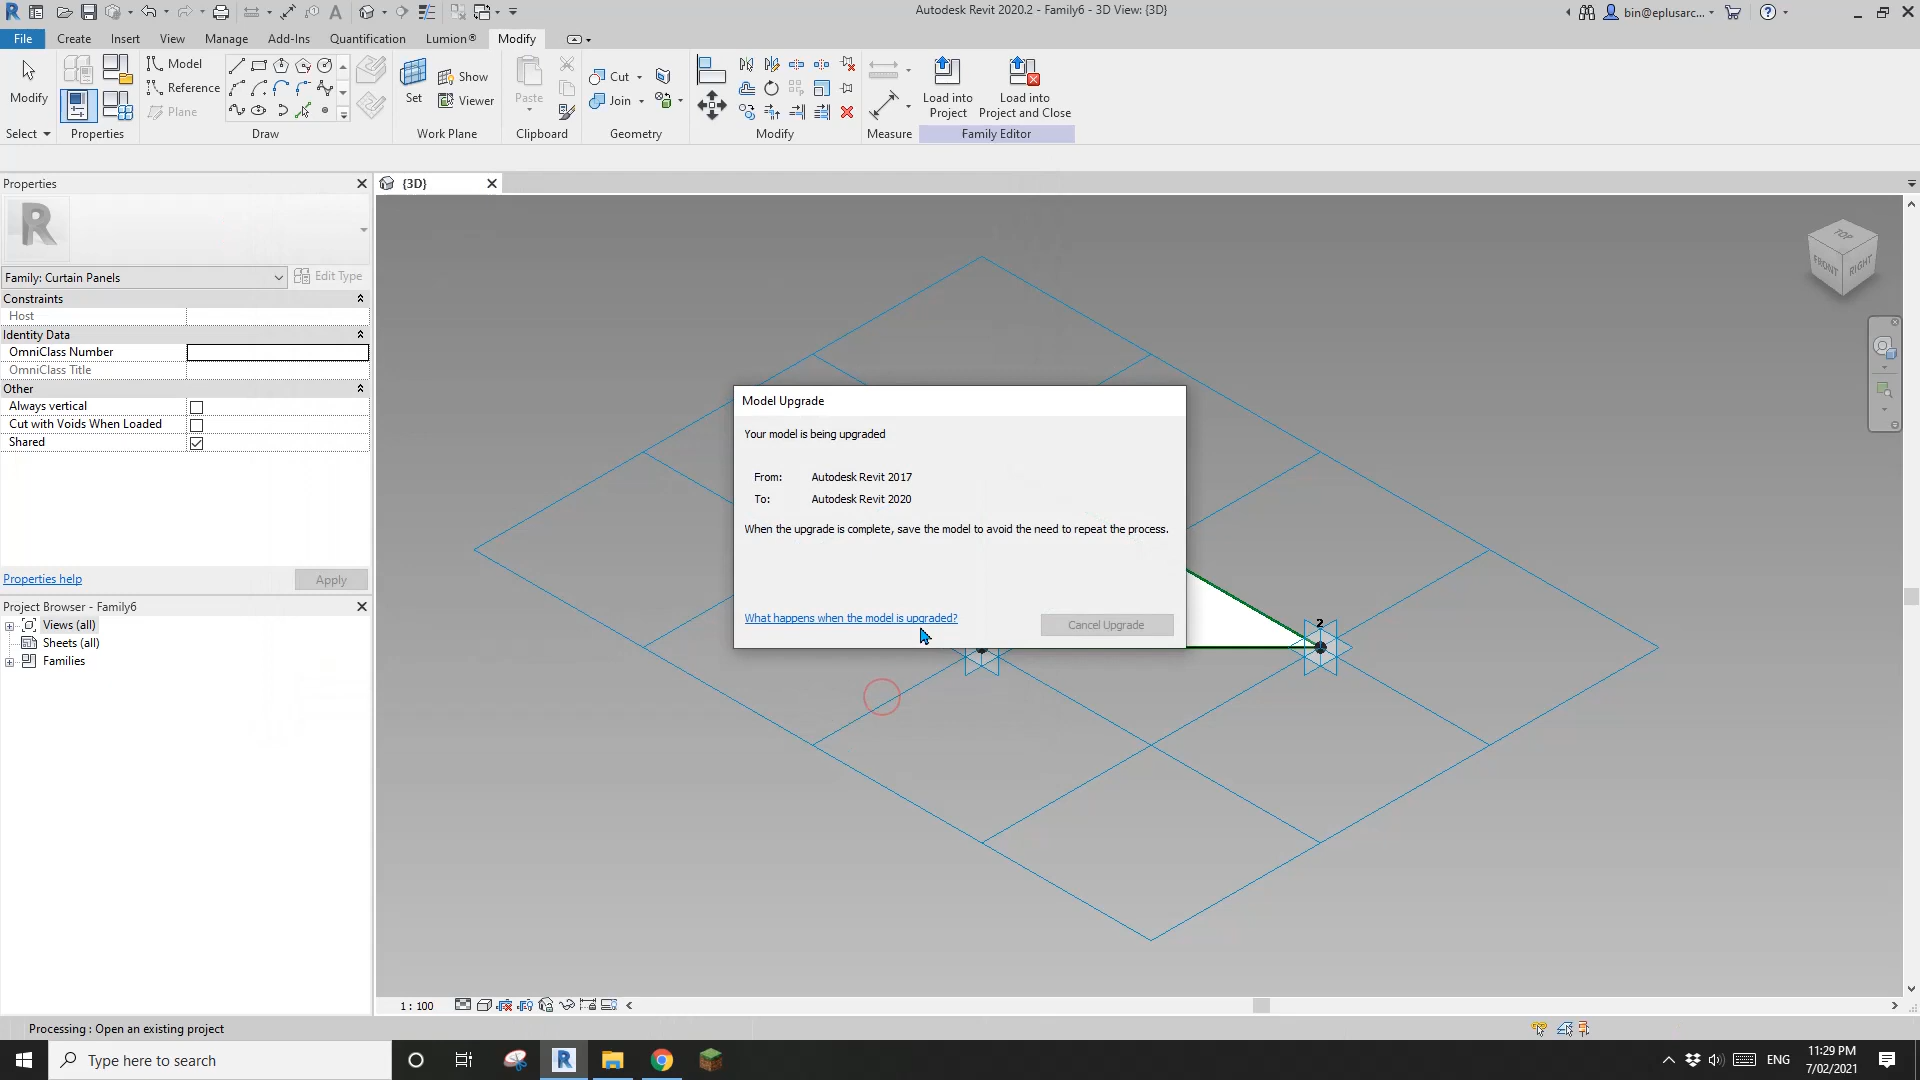 Autodesk Revit 2020.2 - Family6 - 3D View: {3D}
bin@eplusarc...
File
Create
Insert
View
Manage
Add-Ins
Quantification
Lumion®
Modify
Modify
Select
Properties
Model
Reference
Plane
Draw
Set
Show
Viewer
Work Plane
Paste
Clipboard
Cut
Join
Geometry
Modify
Measure
Load into
Project
Load into
Project and Close
Family Editor
Properties
R
Family: Curtain Panels
Edit Type
Constraints
Host
Identity Data
OmniClass Number
OmniClass Title
Other
Always vertical
Cut with Voids When Loaded
Shared
Properties help
Apply
Project Browser - Family6
Views (all)
Sheets (all)
Families
{3D}
TOP
FRONT
RIGHT
Model Upgrade
Your model is being upgraded
From: Autodesk Revit 2017
To: Autodesk Revit 2020
When the upgrade is complete, save the model to avoid the need to repeat the process.
What happens when the model is upgraded?
Cancel Upgrade
2
1 : 100
Processing : Open an existing project
Type here to search
ENG
11:29 PM
7/02/2021